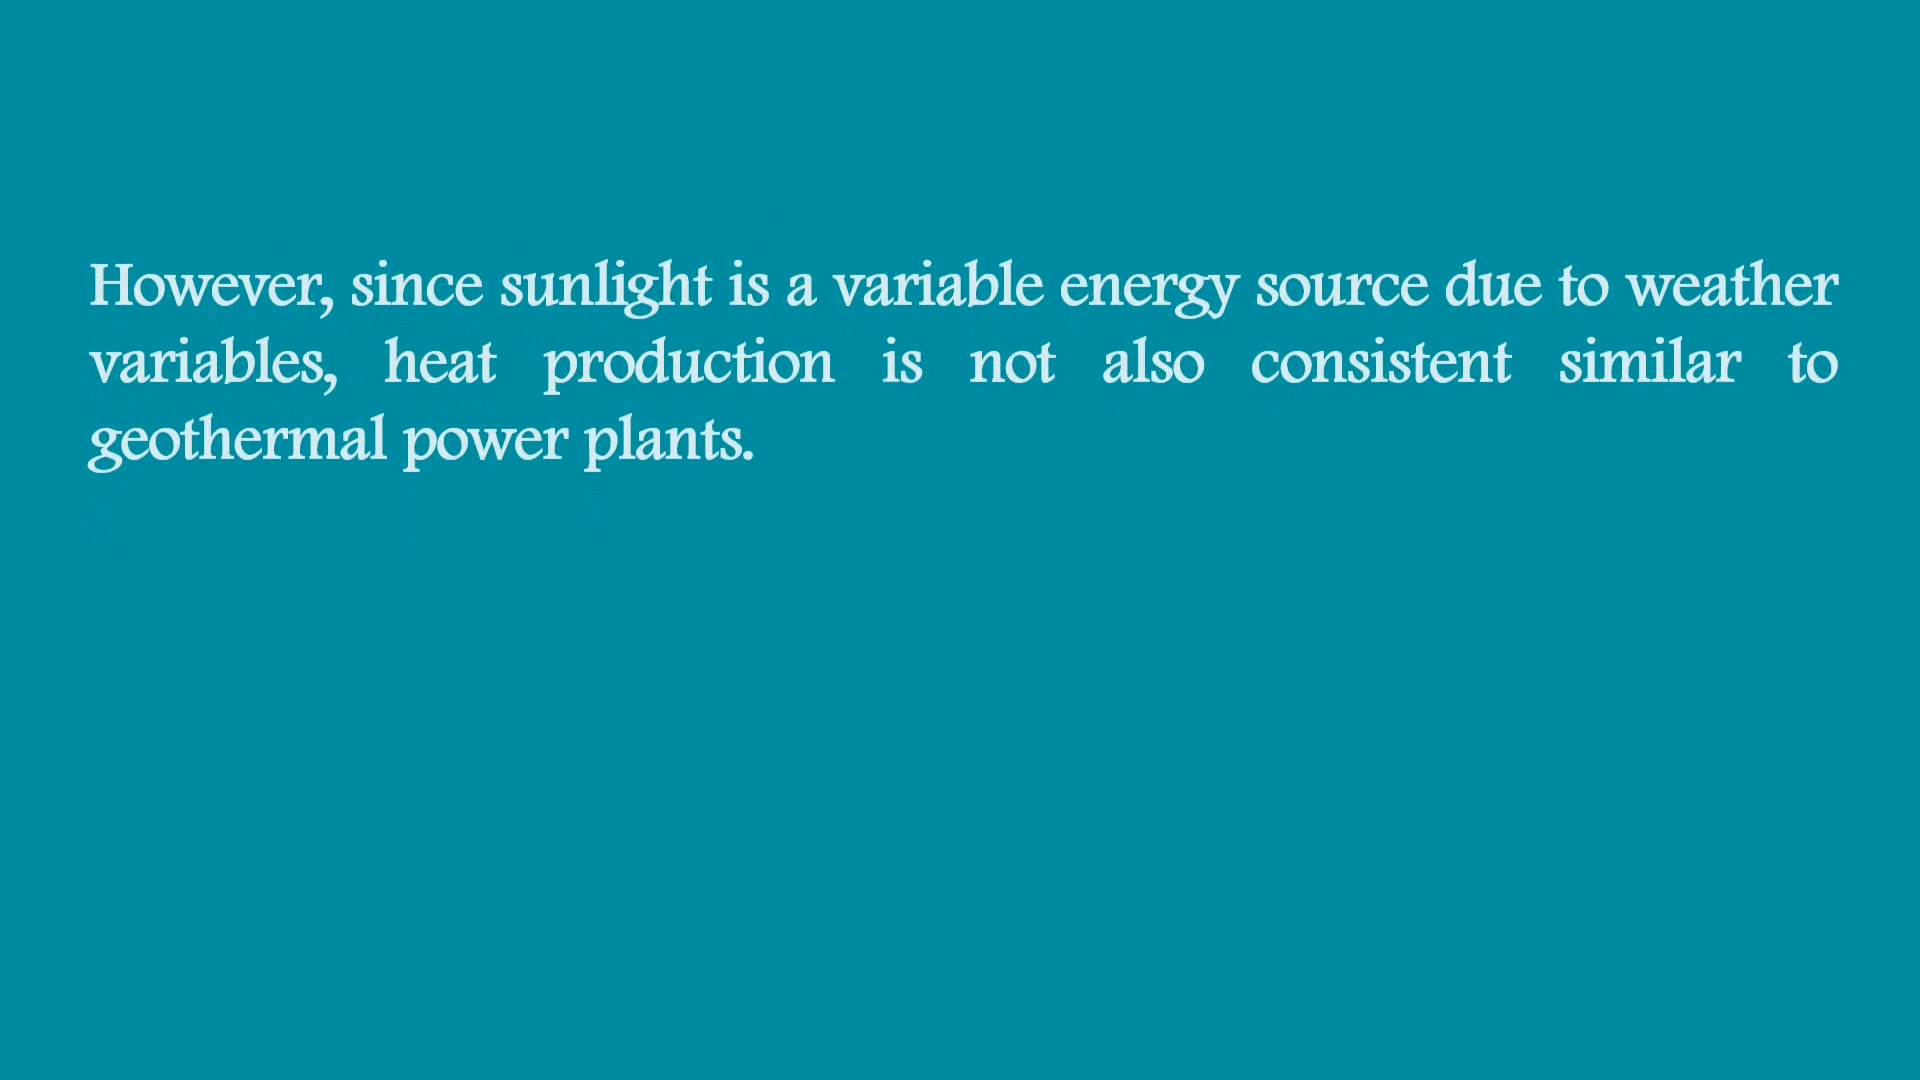 However, since sunlight is a variable energy source due to weather
variables, heat production is not also consistent similar to
geothermal power plants.